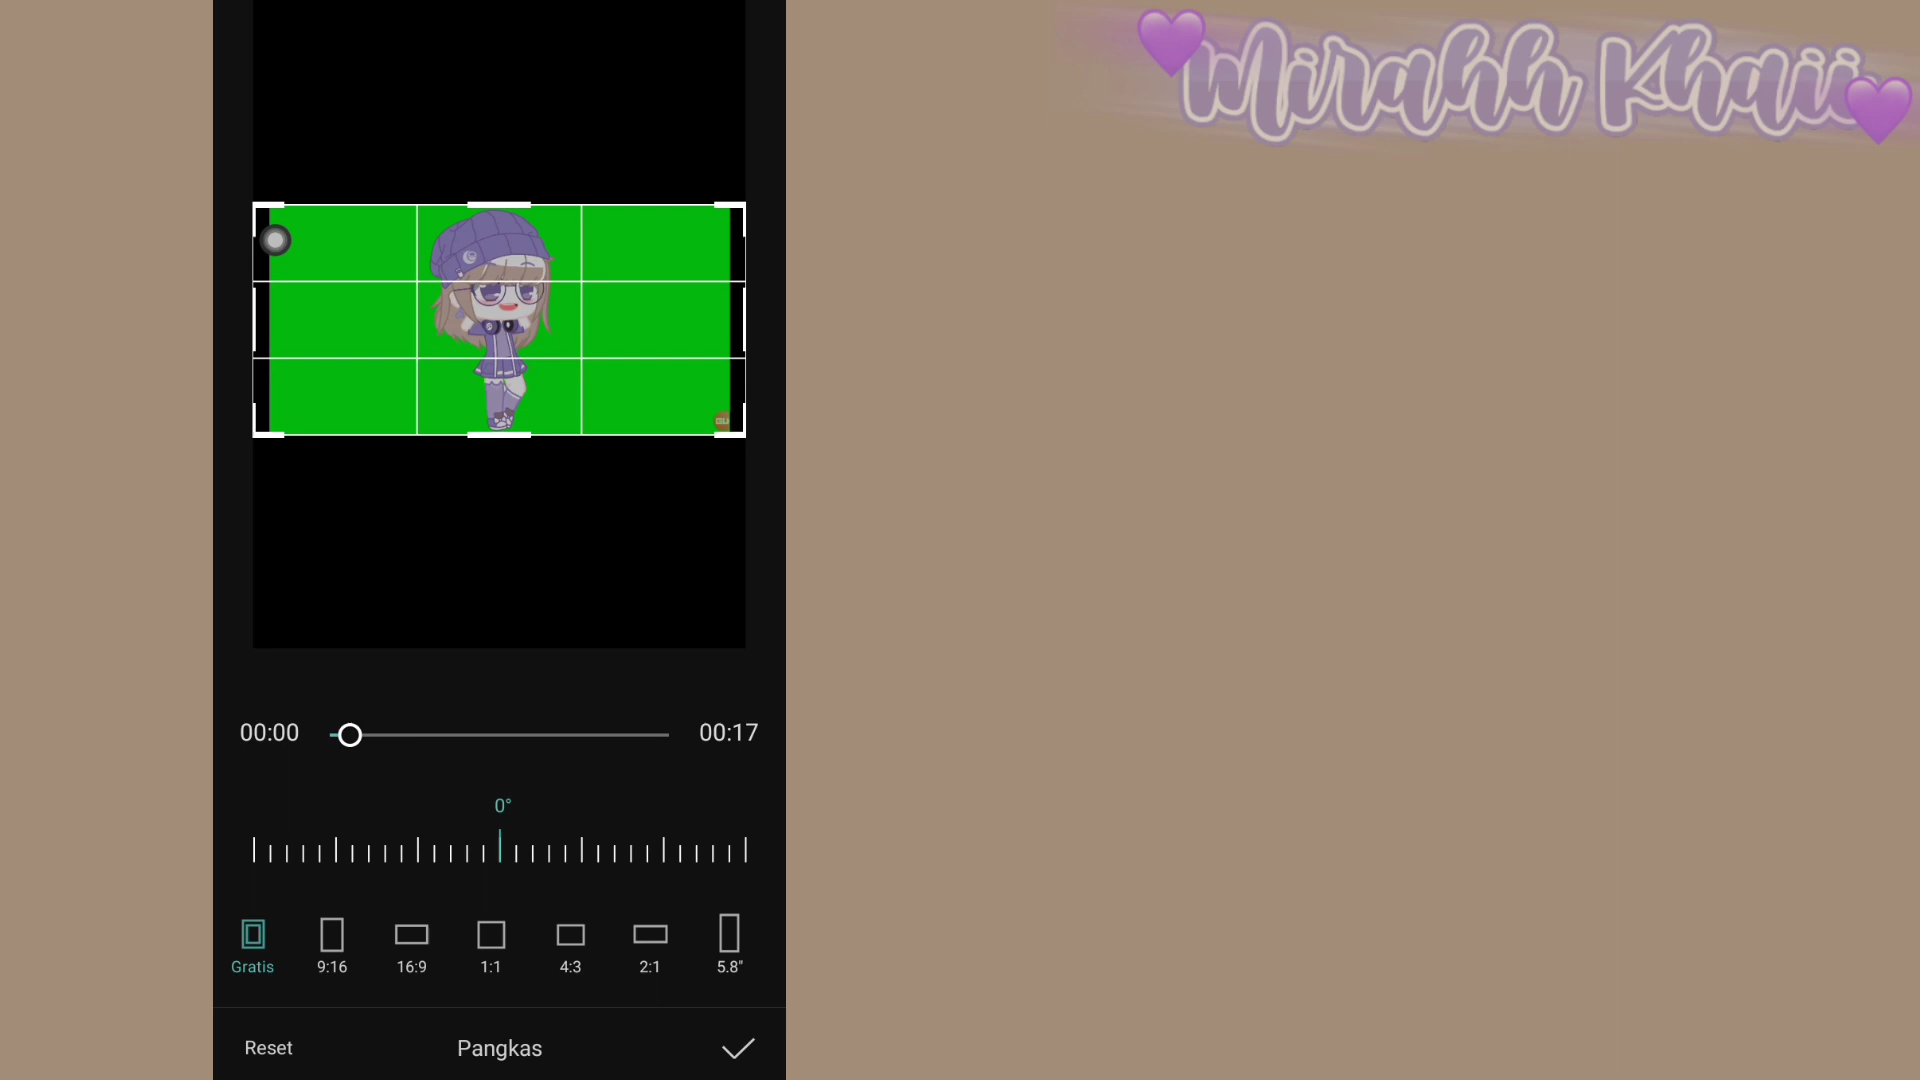 Mirahh Khaii
00:00 00:17
0°
Gratis 9:16 16:9 1:1 4:3 2:1 5.8"
Reset Pangkas